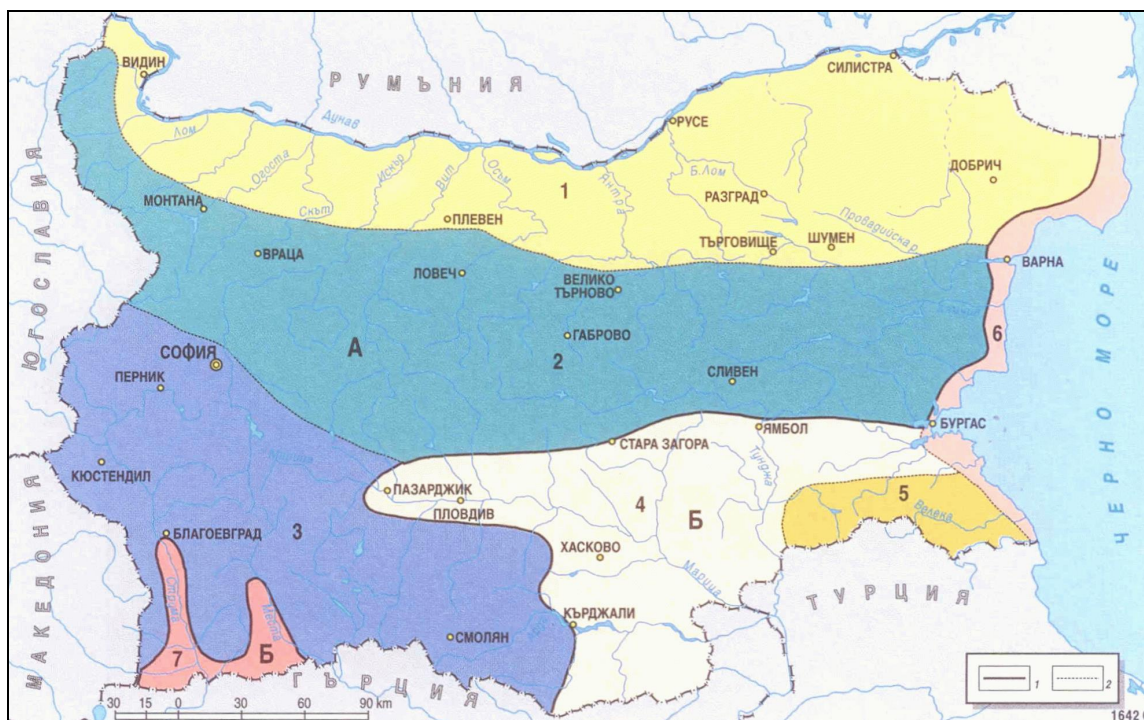 ВИДИН
РУМЪНИЯ
СИЛИСТРА
Дунав
РУСЕ
Лом
Огоста
Искър
Вит
Осъм
Янтра
Б.Лом
1
РАЗГРАД
ДОБРИЧ
Провадийска р.
МОНТАНА
Скът
ПЛЕВЕН
ТЪРГОВИЩЕ
ШУМЕН
ЮГОСЛАВИЯ
ВРАЦА
ЛОВЕЧ
ВЕЛИКО
ТЪРНОВО
ВАРНА
ЧЕРНО МОРЕ
А
ГАБРОВО
2
6
СОФИЯ
ПЕРНИК
СЛИВЕН
БУРГАС
СТАРА ЗАГОРА
ЯМБОЛ
Тунджа
КЮСТЕНДИЛ
Марица
ПАЗАРДЖИК
ПЛОВДИВ
4
Б
5
Велека
БЛАГОЕВГРАД
3
ХАСКОВО
Марица
МАКЕДОНИЯ
Струма
Места
КЪРДЖАЛИ
ТУРЦИЯ
СМОЛЯН
7
Б
ГЪРЦИЯ
1
2
30 15 0 30 60 90 km
1642